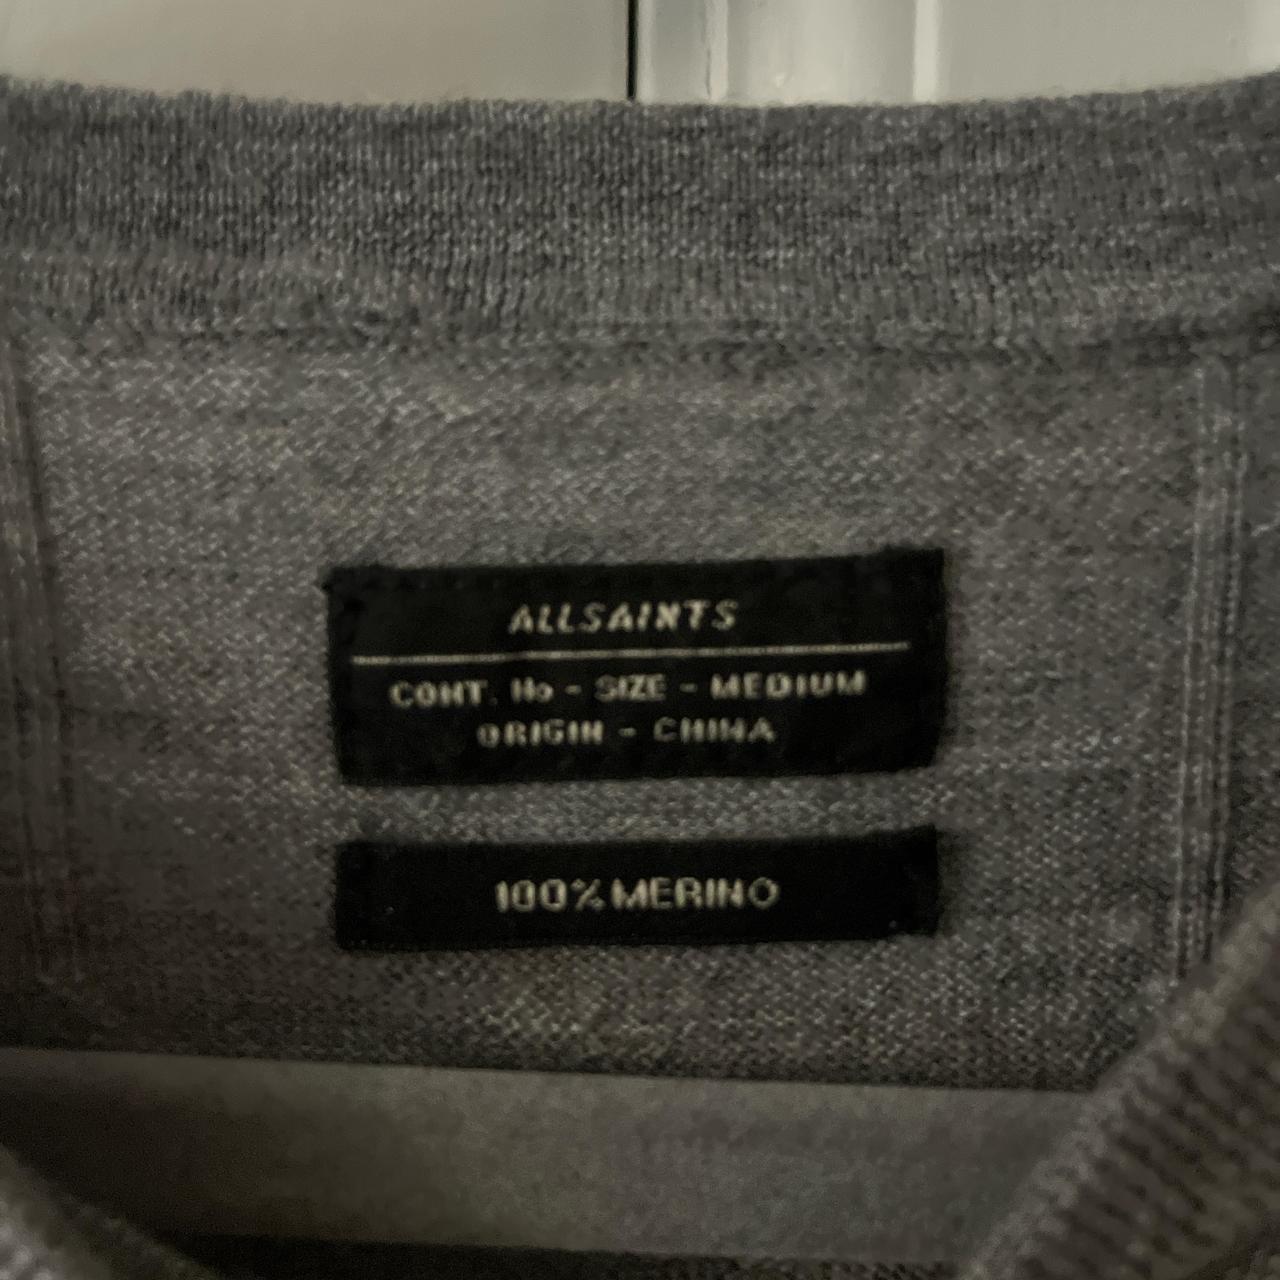 ALLSAINTS
CONT. No - SIZE - MEDIUM
ORIGIN - CHINA
100% MERINO